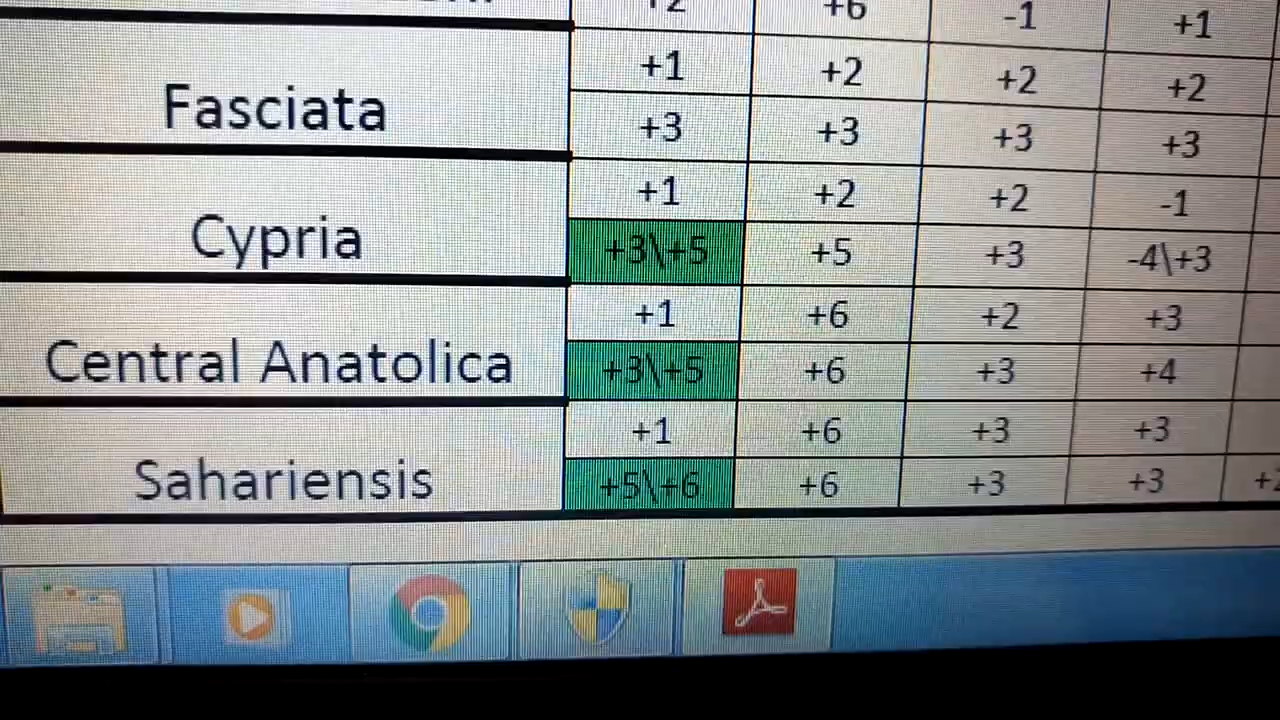 +6 -1 +1
Fasciata
+1 +2 +2 +2
+3 +3 +3 +3
Cypria
+1 +2 +2 -1
+3\+5 +5 +3 -4\+3
Central Anatolica
+1 +6 +2 +3
+3\+5 +6 +3 +4
Sahariensis
+1 +6 +3 +3
+5\+6 +6 +3 +3